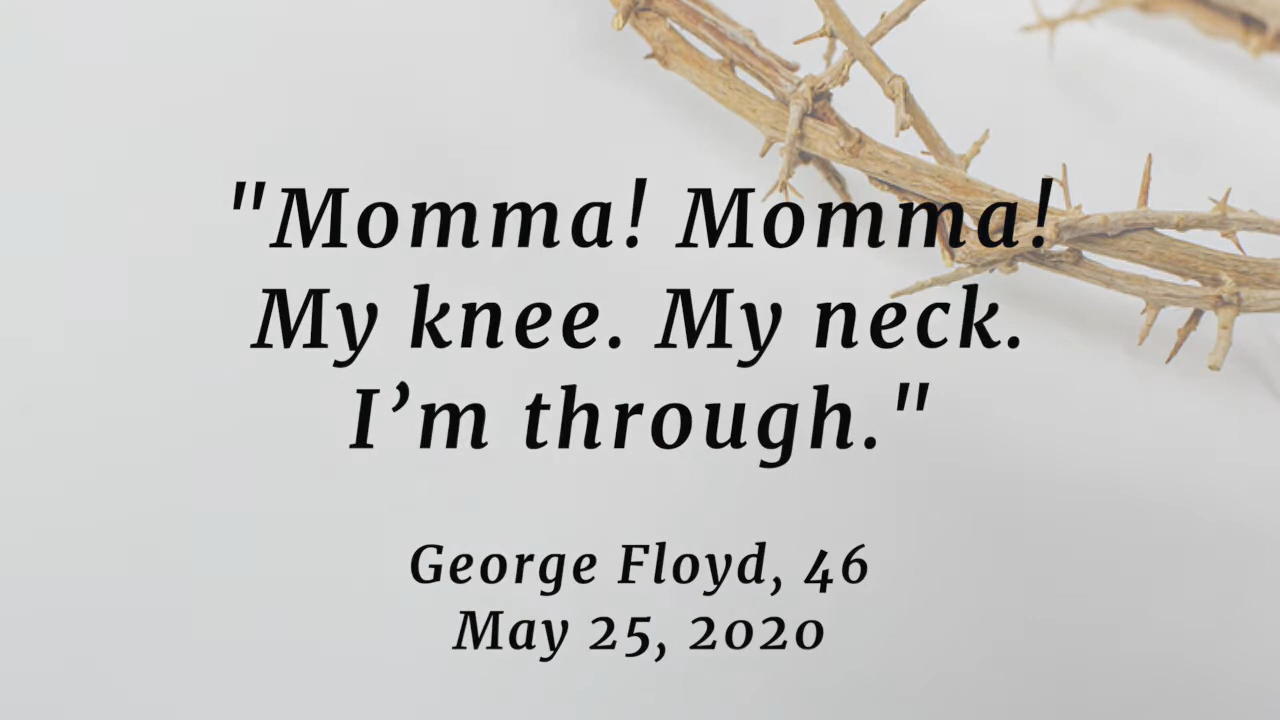 "Momma! Momma!
My knee. My neck.
I’m through."
George Floyd, 46
May 25, 2020